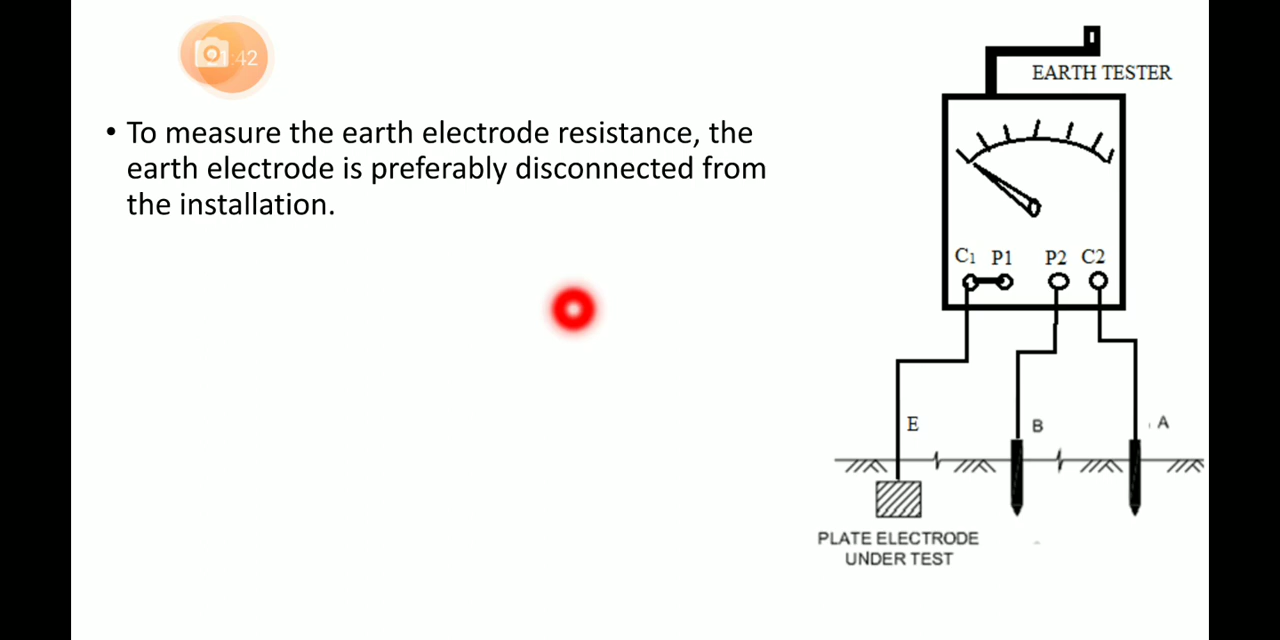 :42
• To measure the earth electrode resistance, the
earth electrode is preferably disconnected from
the installation.
EARTH TESTER
C1 P1 P2 C2
E
B
A
PLATE ELECTRODE
UNDER TEST